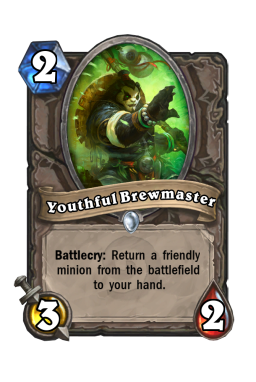 2
Youthful Brewmaster
Battlecry: Return a friendly
minion from the battlefield
to your hand.
3
2